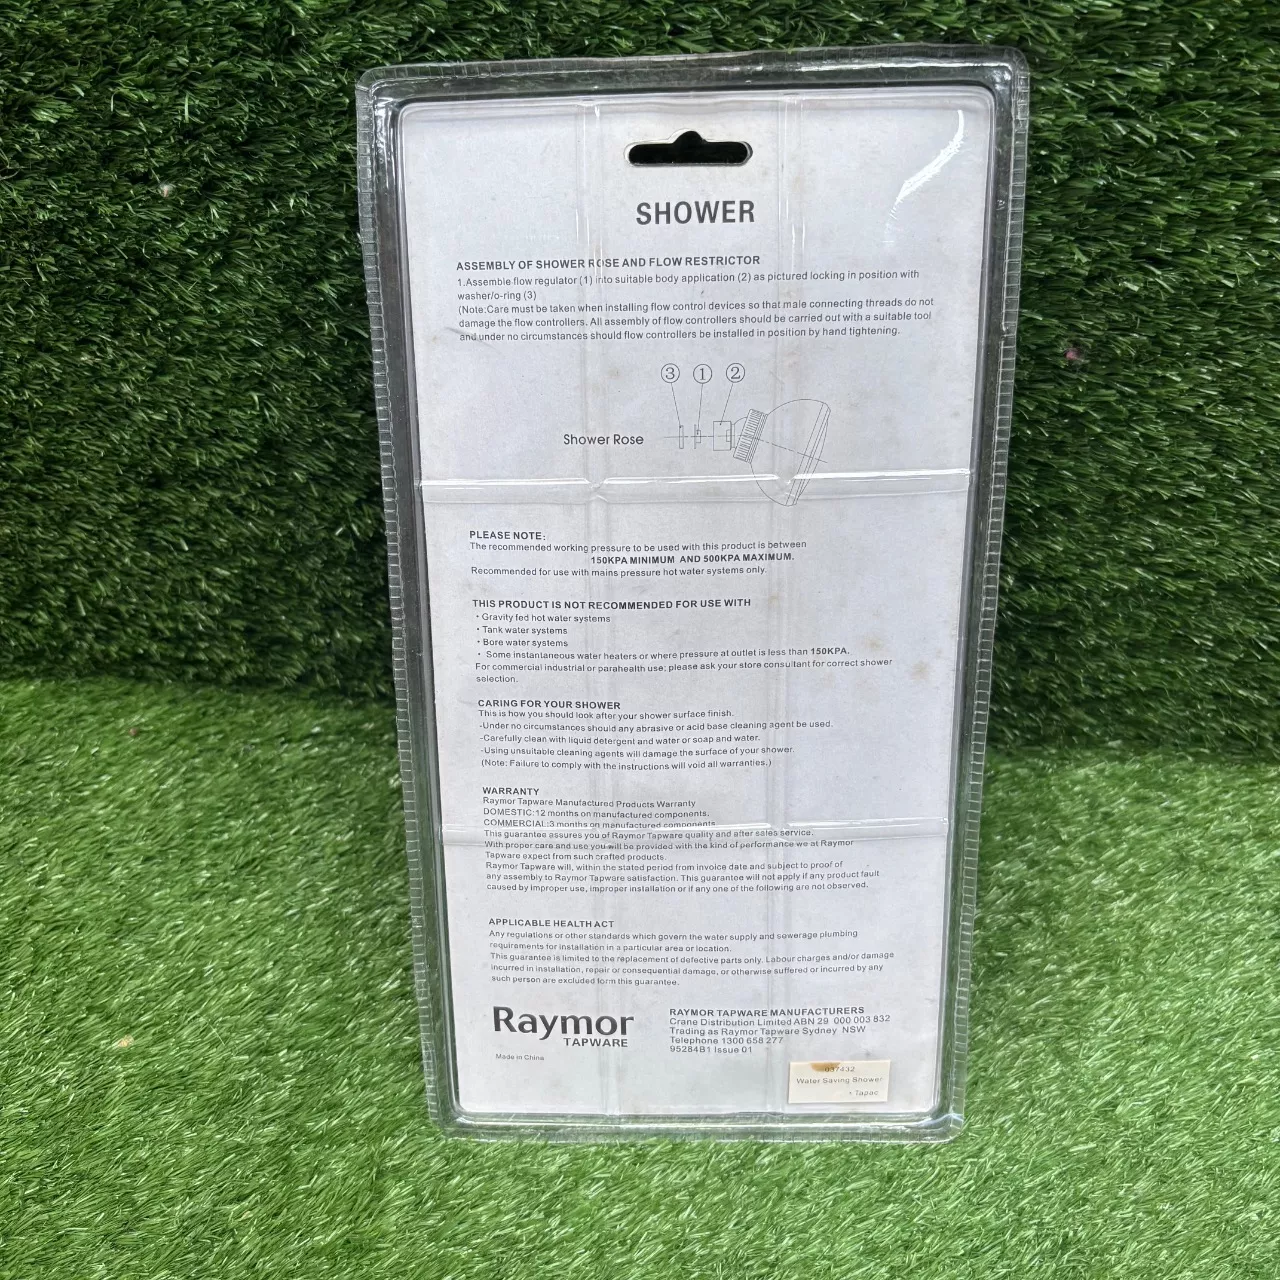 SHOWER
ASSEMBLY OF SHOWER ROSE AND FLOW RESTRICTOR
1.Assemble flow regulator (1) into suitable body application (2) as pictured locking in position with
washer/o-ring (3)
(Note:Care must be taken when installing flow control devices so that male connecting threads do not
damage the flow controllers. All assembly of flow controllers should be carried out with a suitable tool
and under no circumstances should flow controllers be installed in position by hand tightening.
③ ① ②
Shower Rose
PLEASE NOTE:
The recommended working pressure to be used with this product is between
150KPA MINIMUM AND 500KPA MAXIMUM.
Recommended for use with mains pressure hot water systems only.
THIS PRODUCT IS NOT RECOMMENDED FOR USE WITH
• Gravity fed hot water systems
• Tank water systems
• Bore water systems
• Some instantaneous water heaters or where pressure at outlet is less than 150KPA.
For commercial industrial or parahealth use; please ask your store consultant for correct shower
selection.
CARING FOR YOUR SHOWER
This is how you should look after your shower surface finish.
-Under no circumstances should any abrasive or acid base cleaning agent be used.
-Carefully clean with liquid detergent and water or soap and water.
-Using unsuitable cleaning agents will damage the surface of your shower.
(Note: Failure to comply with the instructions will void all warranties.)
WARRANTY
Raymor Tapware Manufactured Products Warranty
DOMESTIC:12 months on manufactured components.
COMMERCIAL:3 months on manufactured components
This guarantee assures you of Raymor Tapware quality and after sales service.
With proper care and use you will be provided with the kind of performance we at Raymor
Tapware expect from such crafted products.
Raymor Tapware will, within the stated period from invoice date and subject to proof of
any assembly to Raymor Tapware satisfaction. This guarantee will not apply if any product fault
caused by improper use, improper installation or if any one of the following are not observed.
APPLICABLE HEALTH ACT
Any regulations or other standards which govern the water supply and sewerage plumbing
requirements for installation in a particular area or location.
This guarantee is limited to the replacement of defective parts only. Labour charges and/or damage
incurred in installation, repair or consequential damage, or otherwise suffered or incurred by any
such person are excluded form this guarantee.
Raymor
TAPWARE
Made in China
RAYMOR TAPWARE MANUFACTURERS
Crane Distribution Limited ABN 29 000 003 832
Trading as Raymor Tapware Sydney NSW
Telephone 1300 658 277
95284B1 Issue 01
037432
Water Saving Shower
- Tapac